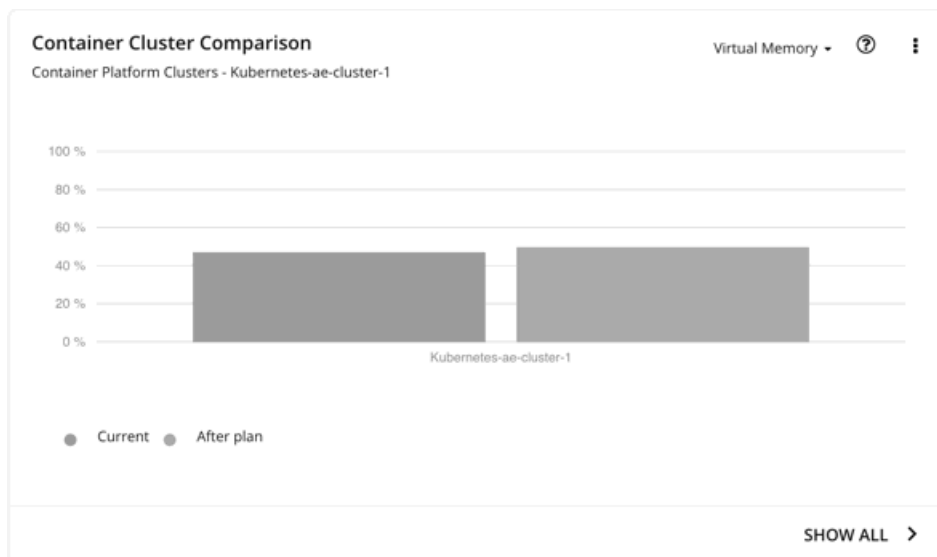 Container Cluster Comparison
Virtual Memory
Container Platform Clusters - Kubernetes-ae-cluster-1
100 %
80 %
60 %
40 %
20 %
0 %
Kubernetes-ae-cluster-1
Current
After plan
SHOW ALL